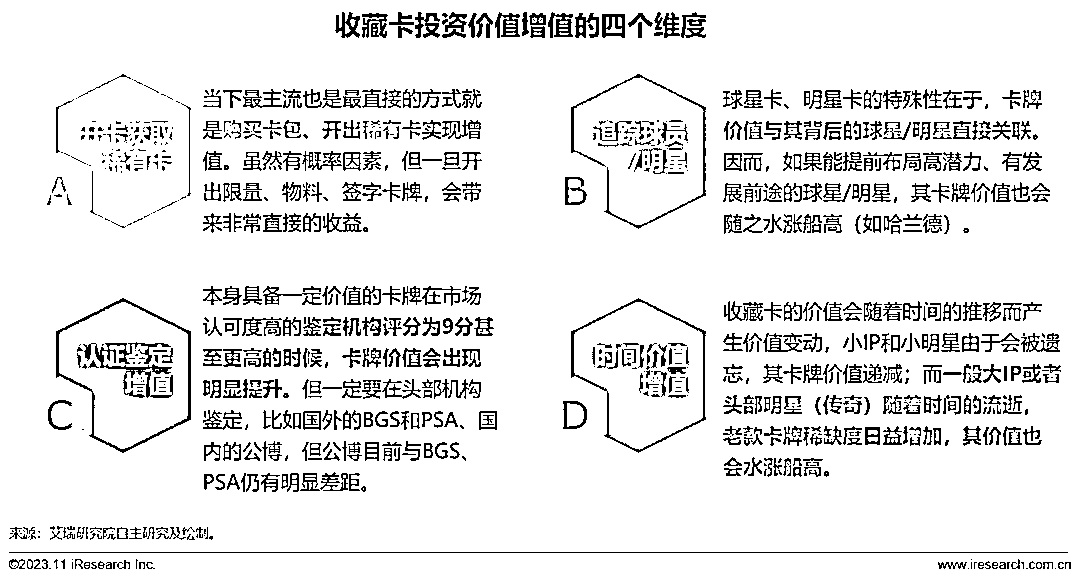 收藏卡投资价值增值的四个维度
开卡获取
稀有卡
A
当下最主流也是最直接的方式就
是购买卡包、开出稀有卡实现增
值。虽然有概率因素，但一旦开
出限量、物料、签字卡牌，会带
来非常直接的收益。
追踪球员
/明星
B
球星卡、明星卡的特殊性在于，卡牌
价值与其背后的球星/明星直接关联。
因而，如果能提前布局高潜力、有发
展前途的球星/明星，其卡牌价值也会
随之水涨船高（如哈兰德）。
认证鉴定
增值
C
本身具备一定价值的卡牌在市场
认可度高的鉴定机构评分为9分甚
至更高的时候，卡牌价值会出现
明显提升。但一定要在头部机构
鉴定，比如国外的BGS和PSA、国
内的公博，但公博目前与BGS、
PSA仍有明显差距。
时间价值
增值
D
收藏卡的价值会随着时间的推移而产
生价值变动，小IP和小明星由于会被遗
忘，其卡牌价值递减；而一般大IP或者
头部明星（传奇）随着时间的流逝，
老款卡牌稀缺度日益增加，其价值也
会水涨船高。
来源：艾瑞研究院自主研究及绘制。
©2023.11 iResearch Inc.
www.iresearch.com.cn